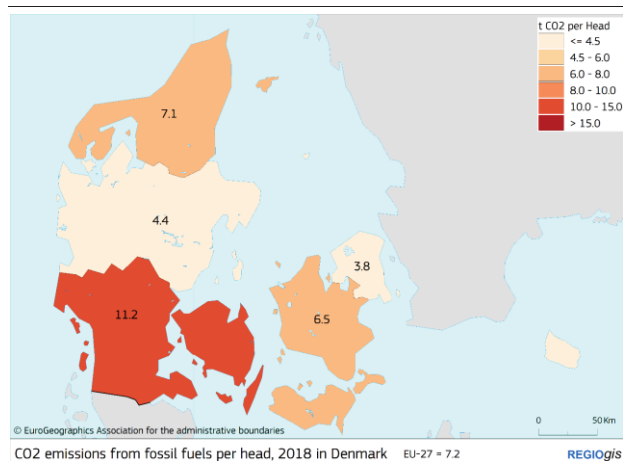 t CO2 per Head
<= 4.5
4.5 - 6.0
6.0 - 8.0
8.0 - 10.0
10.0 - 15.0
> 15.0
7.1
4.4
3.8
11.2
6.5
© EuroGeographics Association for the administrative boundaries
0 50 Km
CO2 emissions from fossil fuels per head, 2018 in Denmark EU-27 = 7.2 REGIOgis